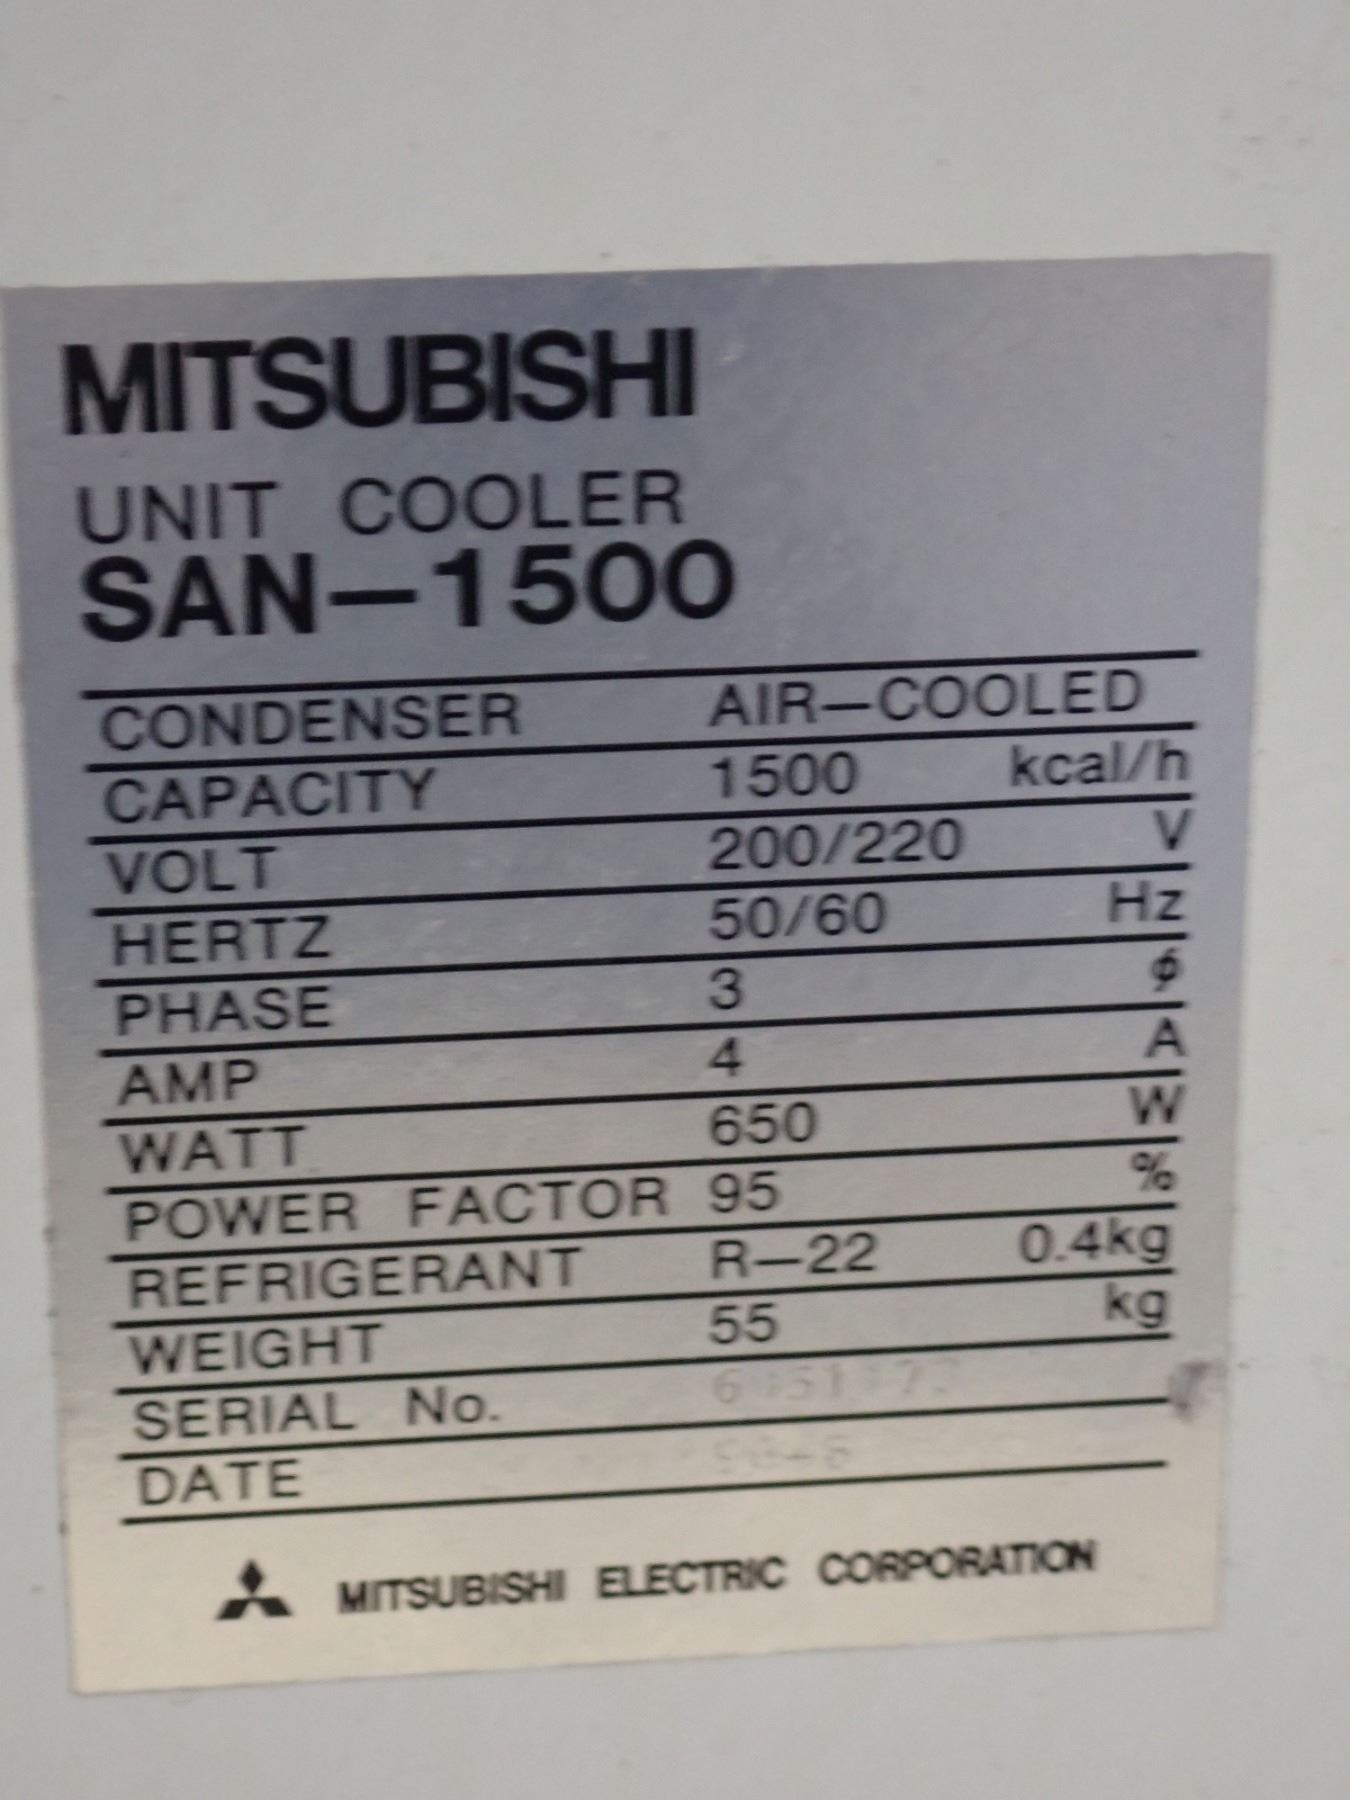 MITSUBISHI
UNIT COOLER
SAN-1500
CONDENSER AIR-COOLED
CAPACITY 1500 kcal/h
VOLT 200/220 V
HERTZ 50/60 Hz
PHASE 3 ϕ
AMP 4 A
WATT 650 W
POWER FACTOR 95 %
REFRIGERANT R-22 0.4kg
WEIGHT 55 kg
SERIAL No.
DATE
MITSUBISHI ELECTRIC CORPORATION